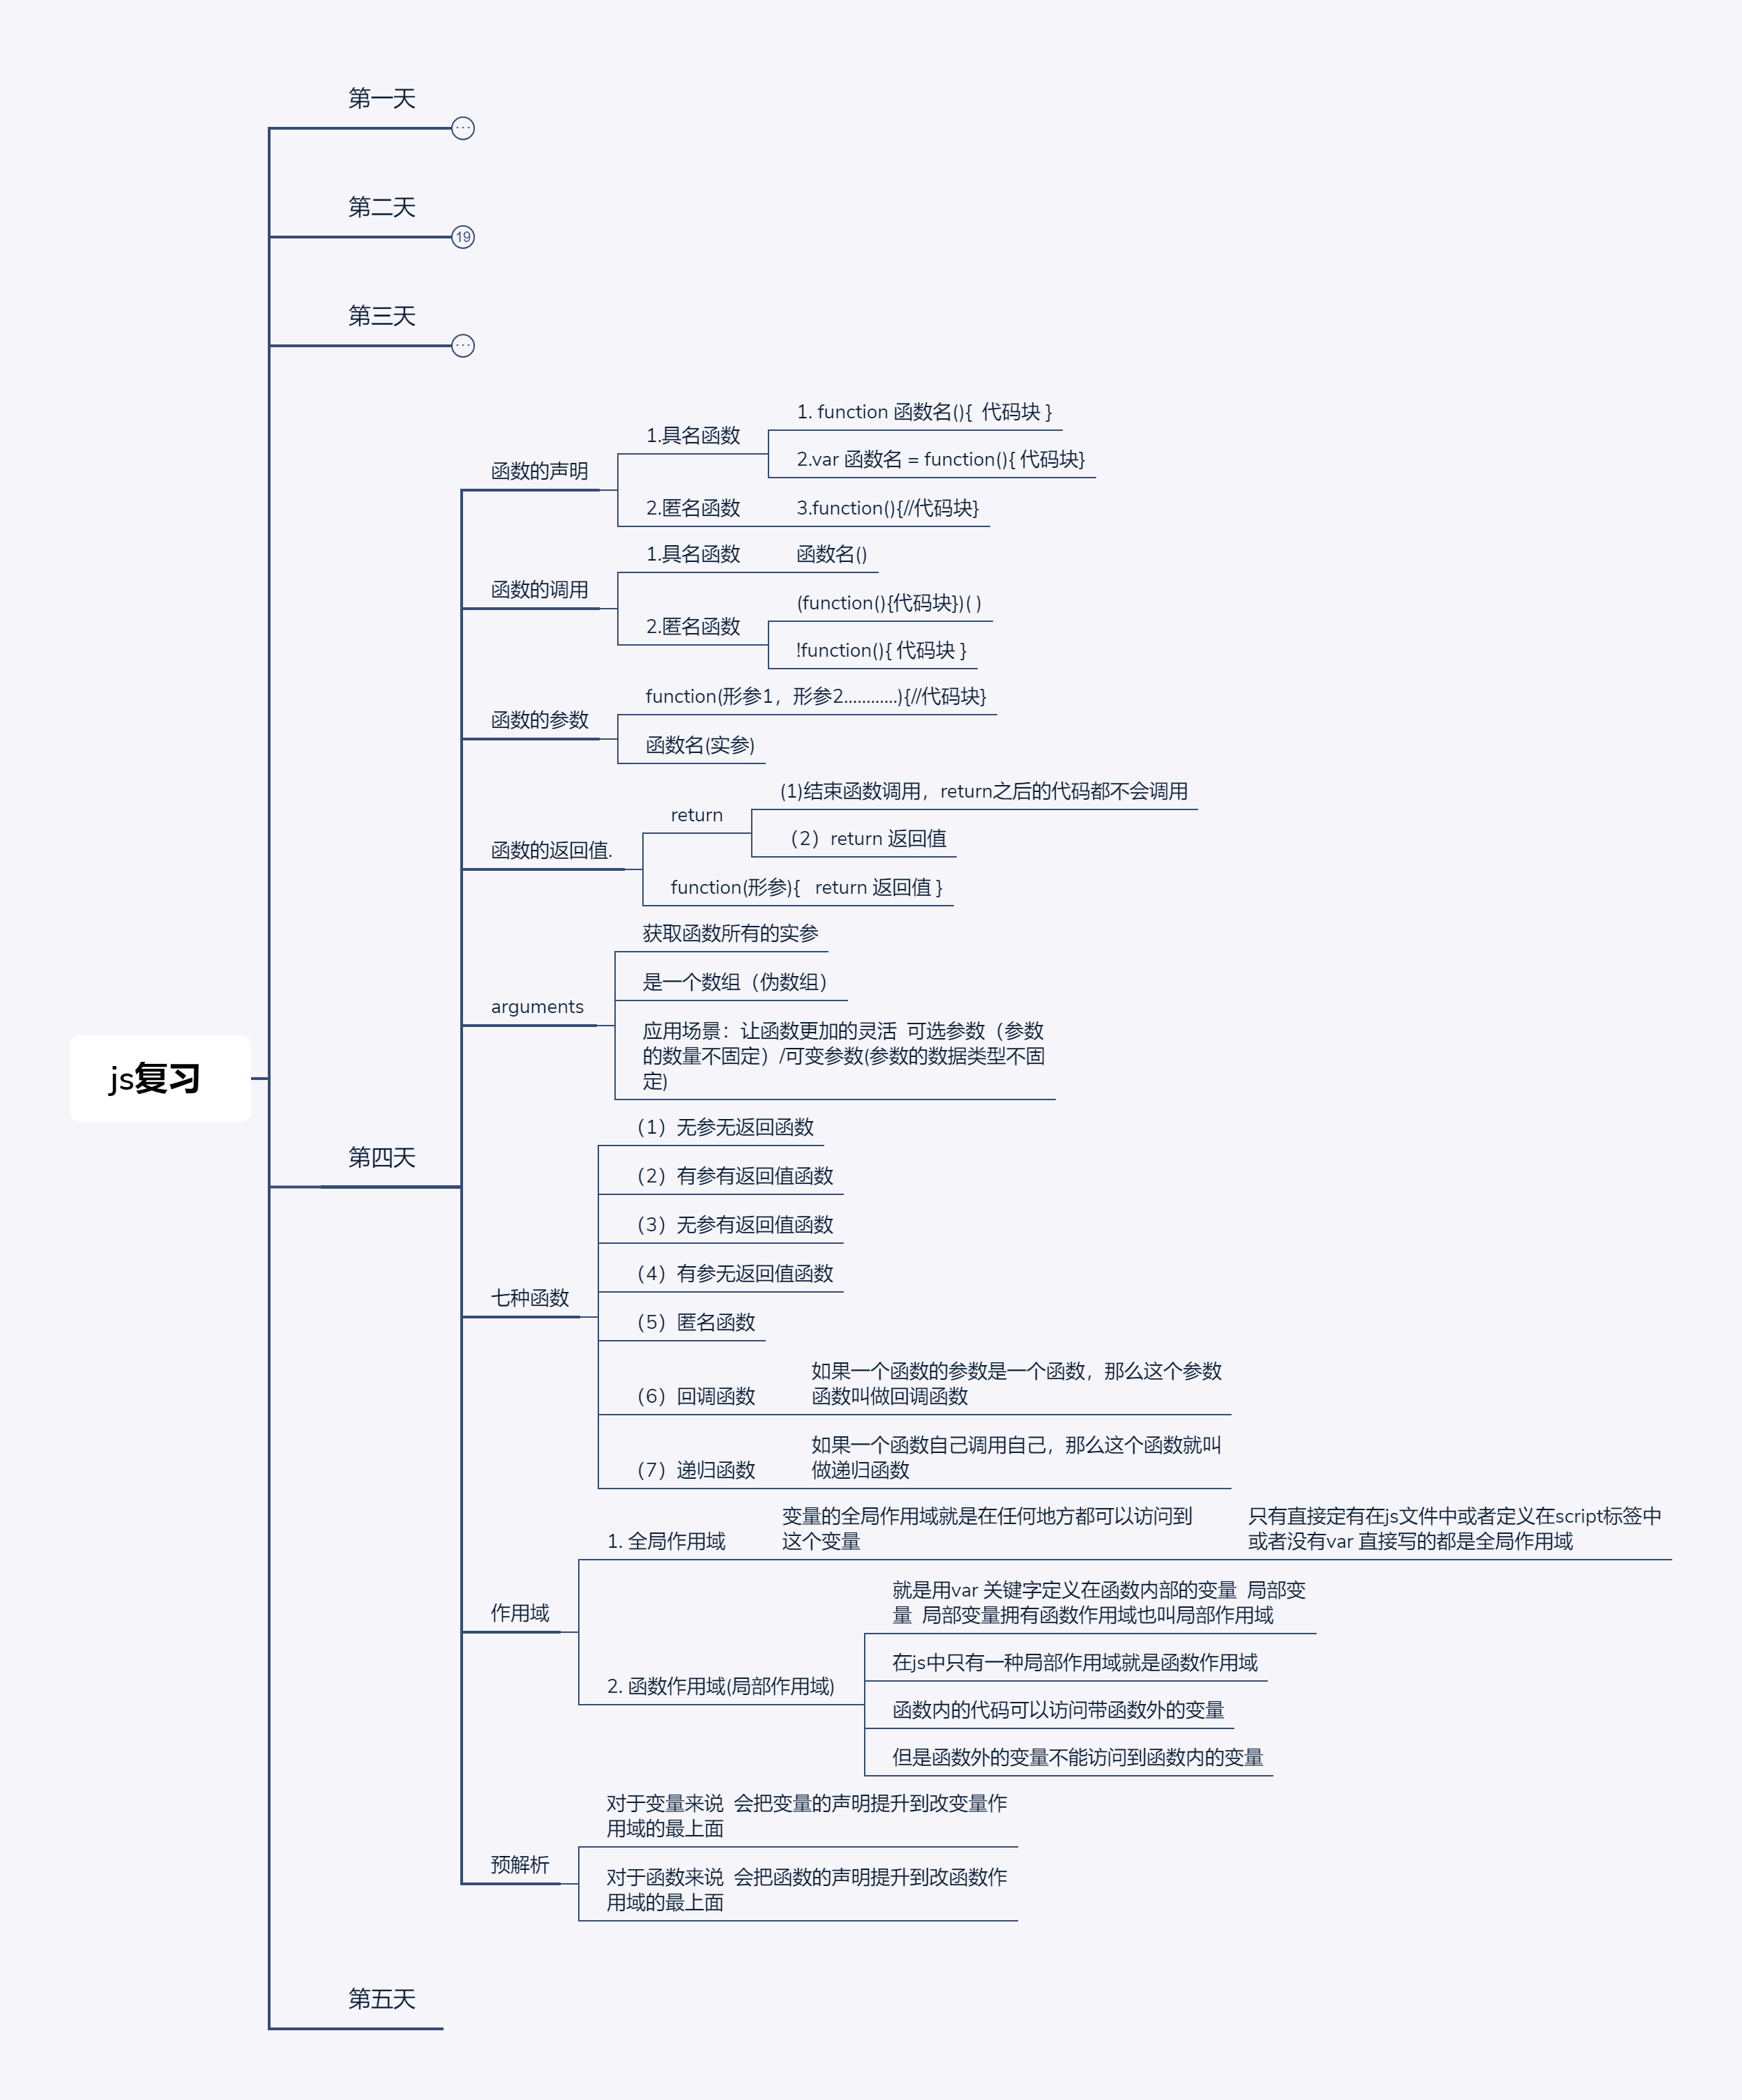 第一天
...
第二天
19
第三天
...
1. function 函数名(){  代码块 }
1.具名函数
2.var 函数名 = function(){ 代码块}
函数的声明
2.匿名函数
3.function(){//代码块}
1.具名函数
函数名()
函数的调用
(function(){代码块})( )
2.匿名函数
!function(){ 代码块 }
function(形参1，形参2............){//代码块}
函数的参数
函数名(实参)
(1)结束函数调用，return之后的代码都不会调用
return
（2）return 返回值
函数的返回值.
function(形参){   return 返回值 }
获取函数所有的实参
是一个数组（伪数组）
arguments
应用场景：让函数更加的灵活  可选参数（参数
的数量不固定）/可变参数(参数的数据类型不固
定)
js复习
（1）无参无返回函数
第四天
（2）有参有返回值函数
（3）无参有返回值函数
（4）有参无返回值函数
七种函数
（5）匿名函数
如果一个函数的参数是一个函数，那么这个参数
（6）回调函数
函数叫做回调函数
如果一个函数自己调用自己，那么这个函数就叫
（7）递归函数
做递归函数
1. 全局作用域
变量的全局作用域就是在任何地方都可以访问到
这个变量
只有直接定有在js文件中或者定义在script标签中
或者没有var 直接写的都是全局作用域
作用域
就是用var 关键字定义在函数内部的变量  局部变
量  局部变量拥有函数作用域也叫局部作用域
在js中只有一种局部作用域就是函数作用域
2. 函数作用域(局部作用域)
函数内的代码可以访问带函数外的变量
但是函数外的变量不能访问到函数内的变量
对于变量来说  会把变量的声明提升到改变量作
用域的最上面
预解析
对于函数来说  会把函数的声明提升到改函数作
用域的最上面
第五天